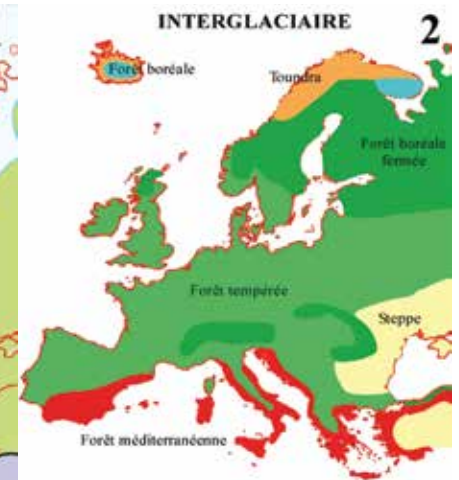 INTERGLACIAIRE
2
Forêt boréale
Toundra
Forêt boréale
fermée
Forêt tempérée
Steppe
Forêt méditerranéenne